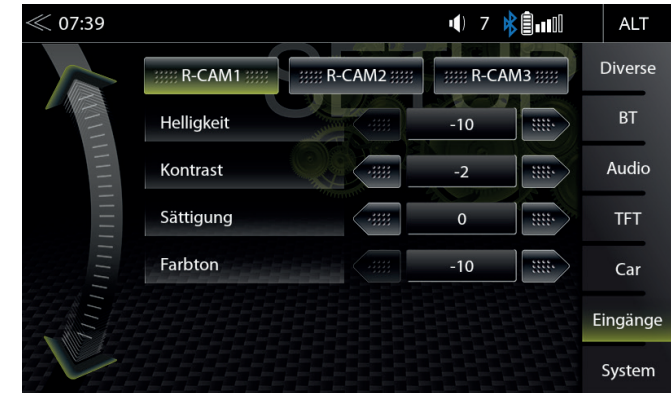 07:39 7 ALT
SETUP
R-CAM1 R-CAM2 R-CAM3
Helligkeit -10
Kontrast -2
Sättigung 0
Farbton -10
Diverse
BT
Audio
TFT
Car
Eingänge
System